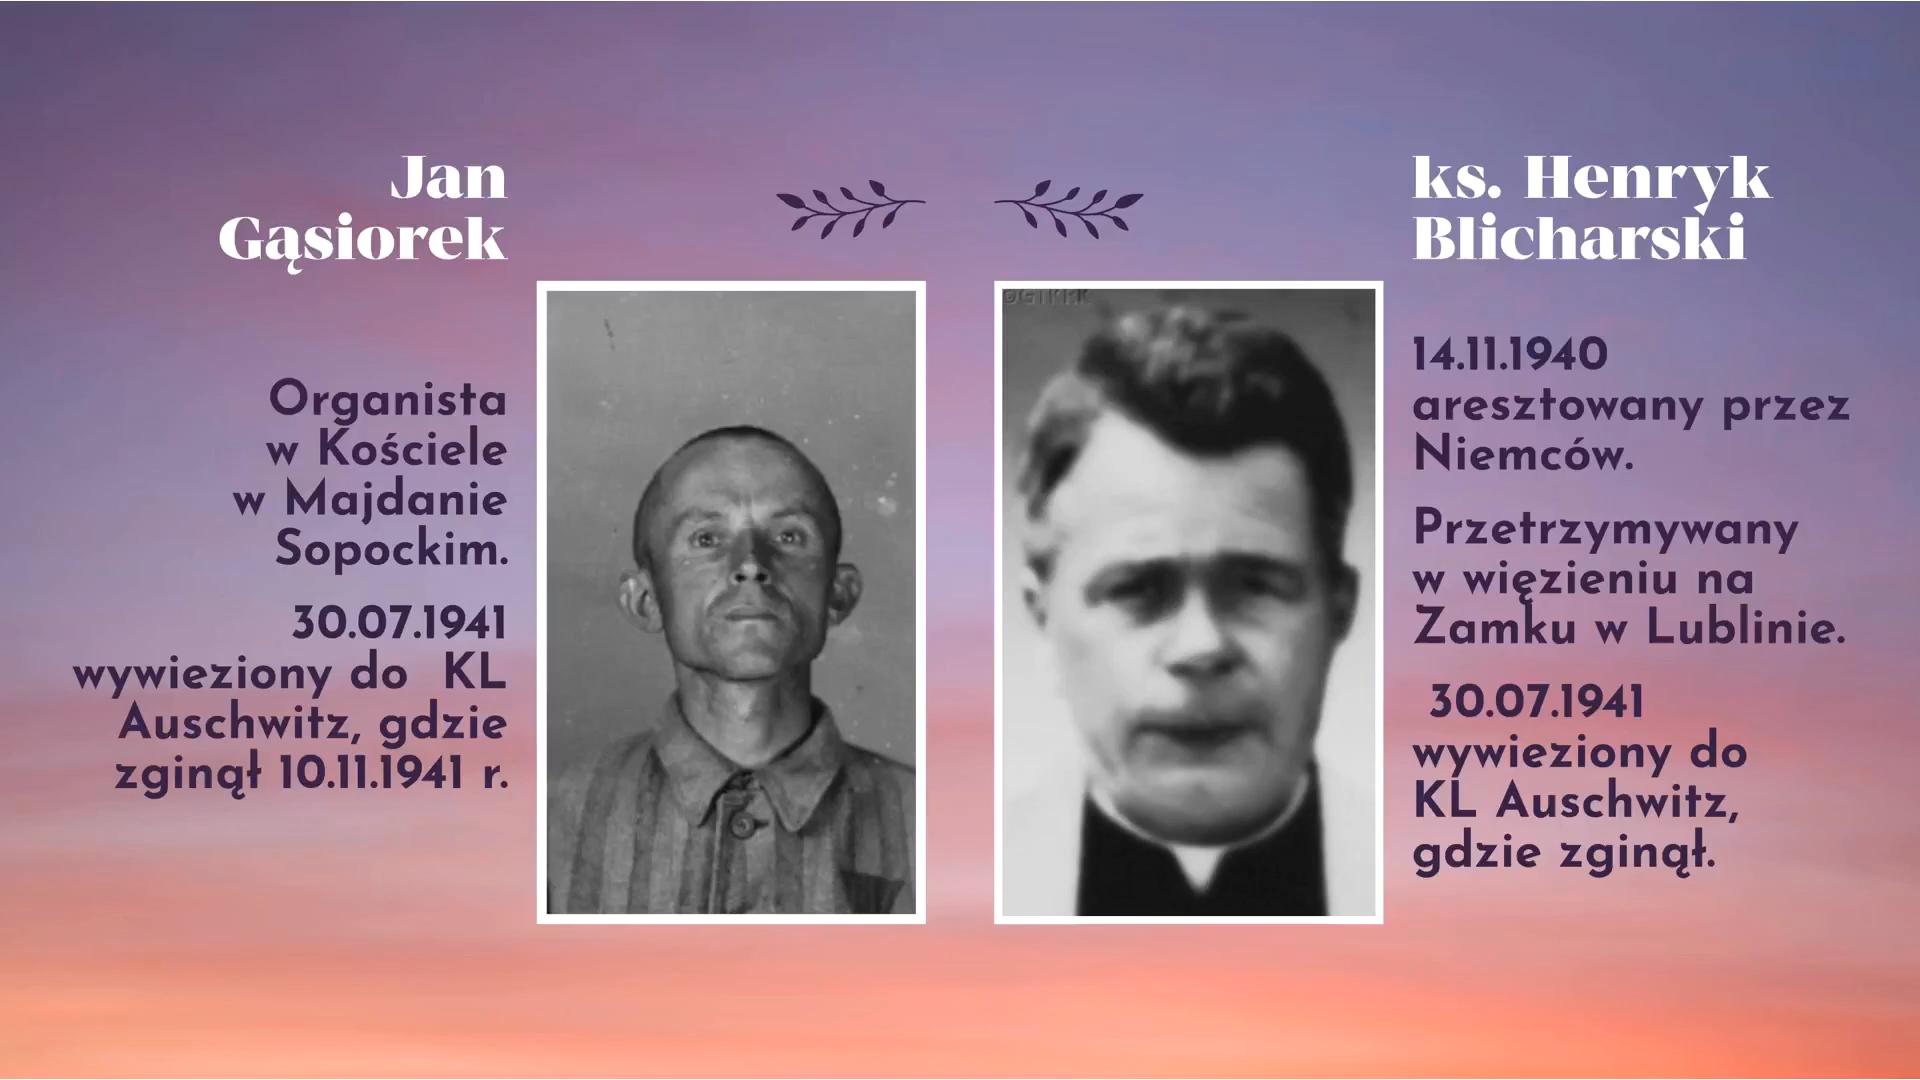 Jan
Gąsiorek
Organista
w Kościele
w Majdanie
Sopockim.
30.07.1941
wywieziony do KL
Auschwitz, gdzie
zginął 10.11.1941 r.
ks. Henryk
Blicharski
14.11.1940
aresztowany przez
Niemców.
Przetrzymywany
w więzieniu na
Zamku w Lublinie.
30.07.1941
wywieziony do
KL Auschwitz,
gdzie zginął.